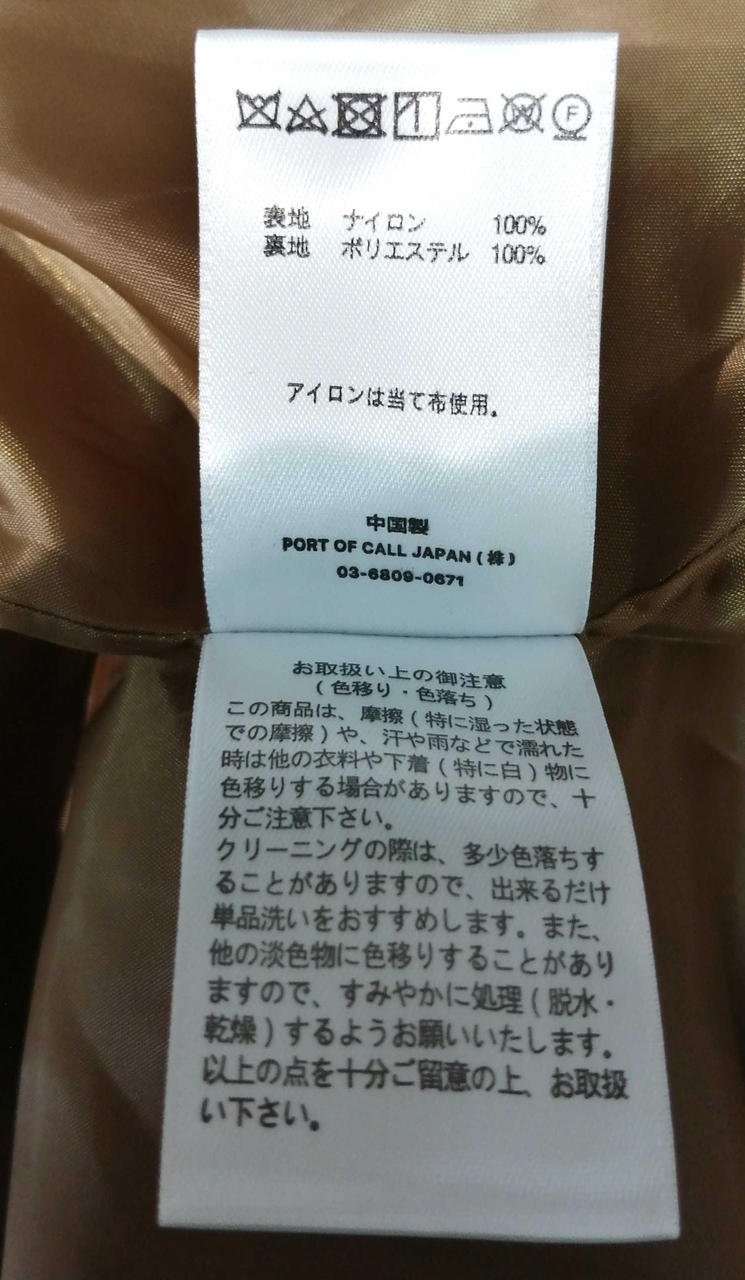 W F
表地 ナイロン 100%
裏地 ポリエステル 100%
アイロンは当て布使用。
中国製
PORT OF CALL JAPAN (株)
03-6809-0671
お取扱い上の御注意
(色移り・色落ち)
この商品は、摩擦(特に湿った状態
での摩擦)や、汗や雨などで濡れた
時は他の衣料や下着(特に白)物に
色移りする場合がありますので、十
分ご注意下さい。
クリーニングの際は、多少色落ちす
ることがありますので、出来るだけ
単品洗いをおすすめします。また、
他の淡色物に色移りすることがあり
ますので、すみやかに処理(脱水・
乾燥)するようお願いいたします。
以上の点を十分ご留意の上、お取扱
い下さい。